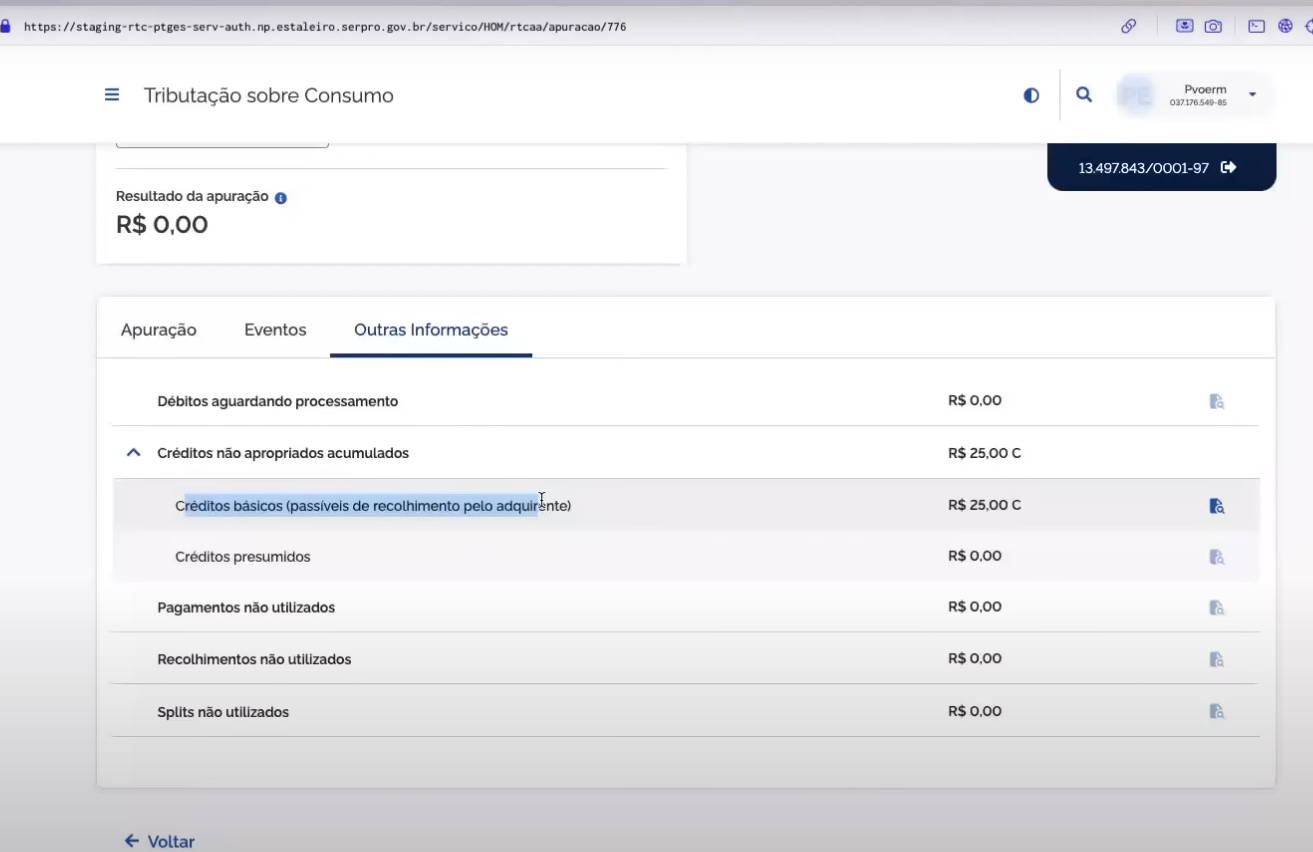 https://staging-rtc-ptges-serv-auth.np.estaleiro.serpro.gov.br/servico/HOM/rtcaa/apuracao/776
Tributação sobre Consumo
PE
Pvoerm
037.176.549-85
13.497.843/0001-97
Resultado da apuração
R$ 0,00
Apuração Eventos Outras Informações
Débitos aguardando processamento R$ 0,00
Créditos não apropriados acumulados R$ 25,00 C
Créditos básicos (passíveis de recolhimento pelo adquirente) R$ 25,00 C
Créditos presumidos R$ 0,00
Pagamentos não utilizados R$ 0,00
Recolhimentos não utilizados R$ 0,00
Splits não utilizados R$ 0,00
Voltar